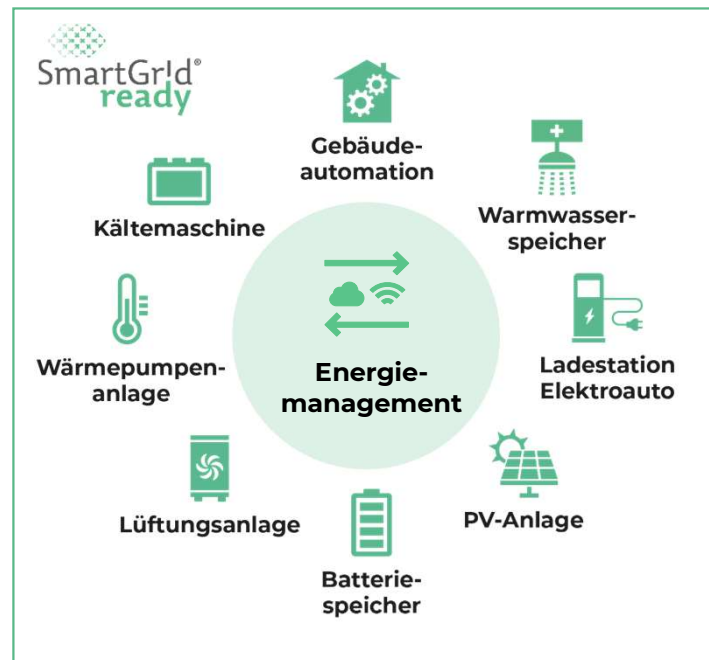 SmartGr!d®
ready
Gebäude-
automation
Warmwasser-
speicher
Ladestation
Elektroauto
PV-Anlage
Batterie-
speicher
Lüftungsanlage
Wärmepumpen-
anlage
Kältemaschine
Energie-
management